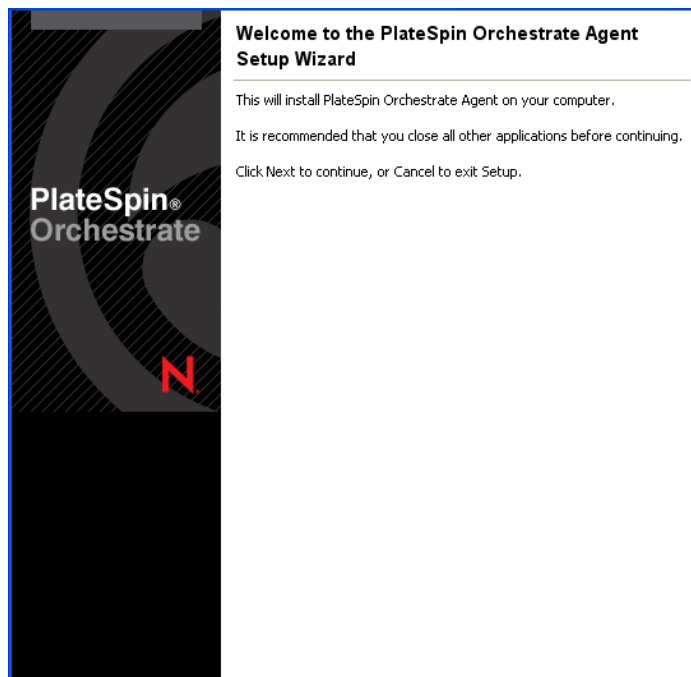 Welcome to the PlateSpin Orchestrate Agent
Setup Wizard
This will install PlateSpin Orchestrate Agent on your computer.
It is recommended that you close all other applications before continuing.
Click Next to continue, or Cancel to exit Setup.
PlateSpin®
Orchestrate
N.